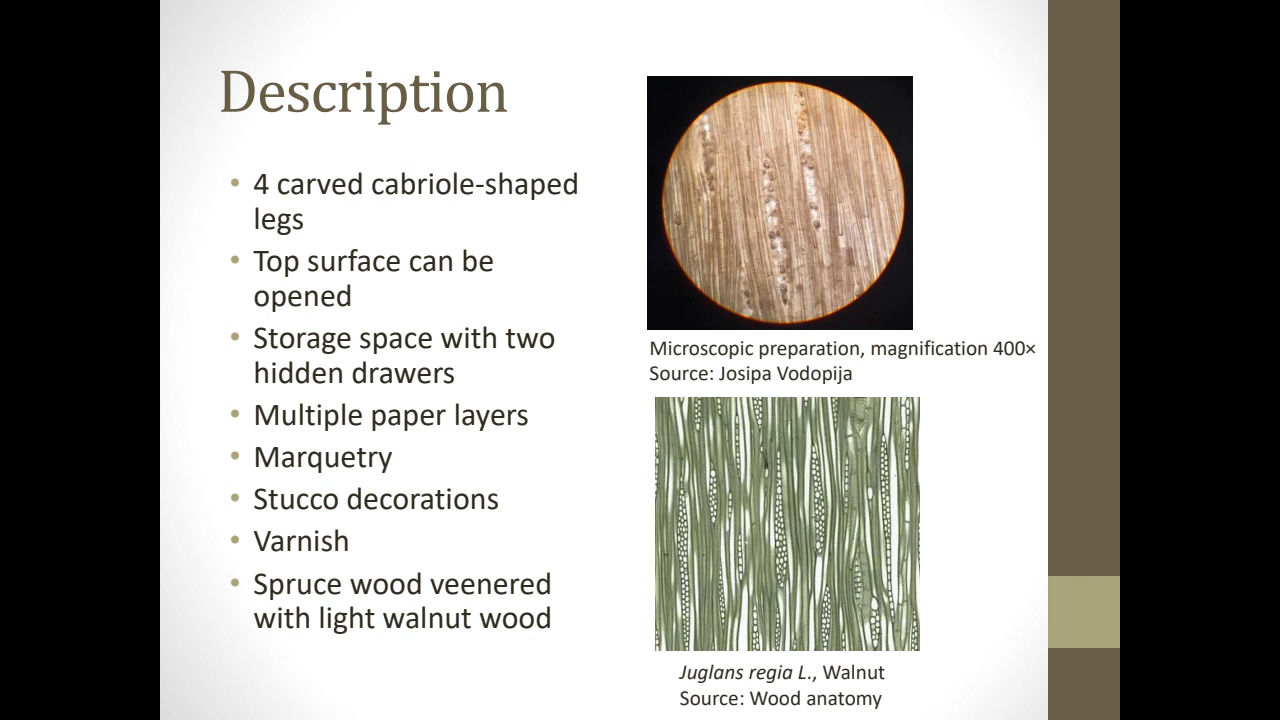 Description
• 4 carved cabriole-shaped
legs
• Top surface can be
opened
• Storage space with two
hidden drawers
• Multiple paper layers
• Marquetry
• Stucco decorations
• Varnish
• Spruce wood veenered
with light walnut wood
Microscopic preparation, magnification 400×
Source: Josipa Vodopija
Juglans regia L., Walnut
Source: Wood anatomy